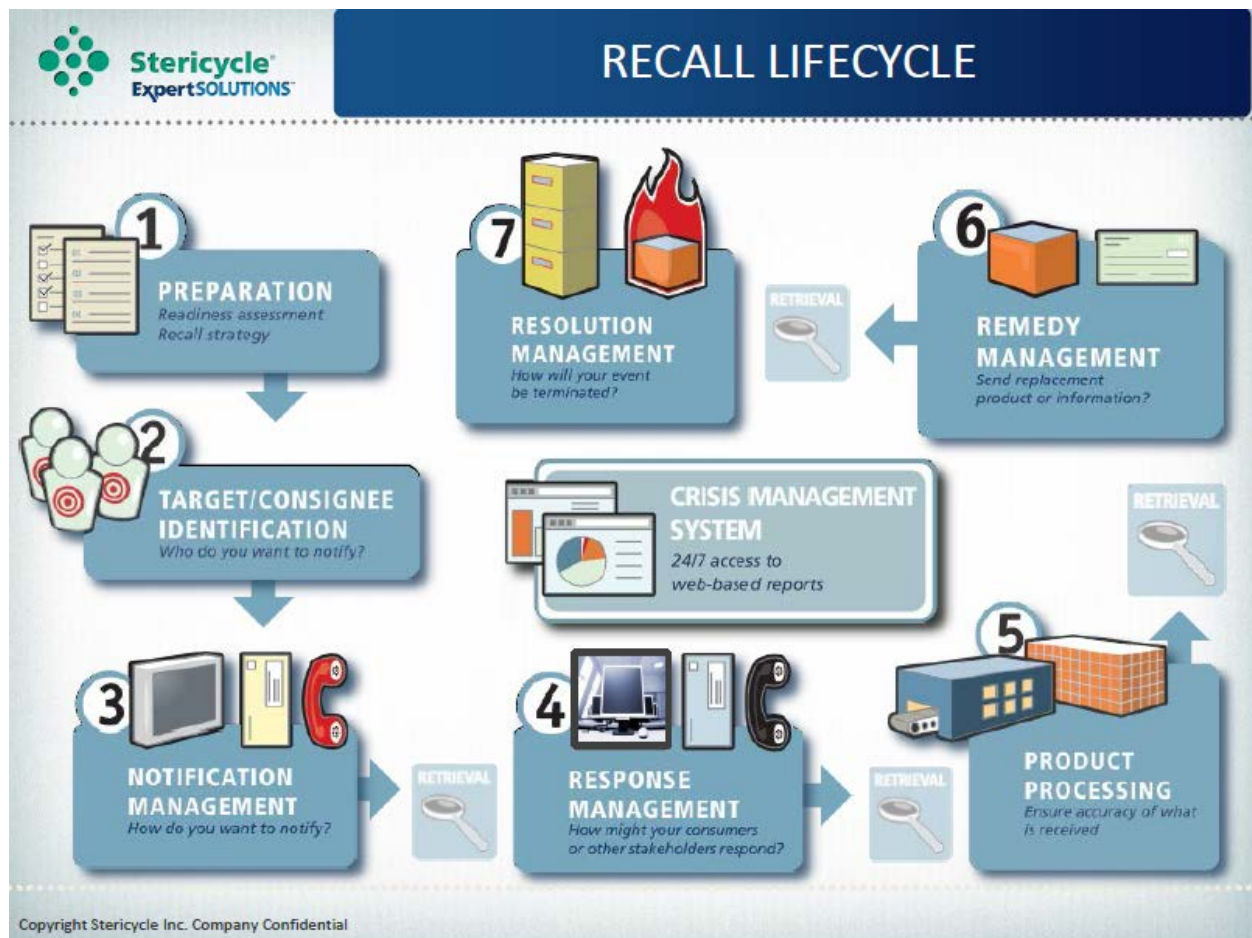 Stericycle®
ExpertSOLUTIONS™
RECALL LIFECYCLE
1
PREPARATION
Readiness assessment
Recall strategy
2
TARGET/CONSIGNEE
IDENTIFICATION
Who do you want to notify?
3
NOTIFICATION
MANAGEMENT
How do you want to notify?
RETRIEVAL
4
RESPONSE
MANAGEMENT
How might your consumers
or other stakeholders respond?
RETRIEVAL
5
PRODUCT
PROCESSING
Ensure accuracy of what
is received
RETRIEVAL
6
REMEDY
MANAGEMENT
Send replacement
product or information?
RETRIEVAL
7
RESOLUTION
MANAGEMENT
How will your event
be terminated?
CRISIS MANAGEMENT
SYSTEM
24/7 access to
web-based reports
Copyright Stericycle Inc. Company Confidential